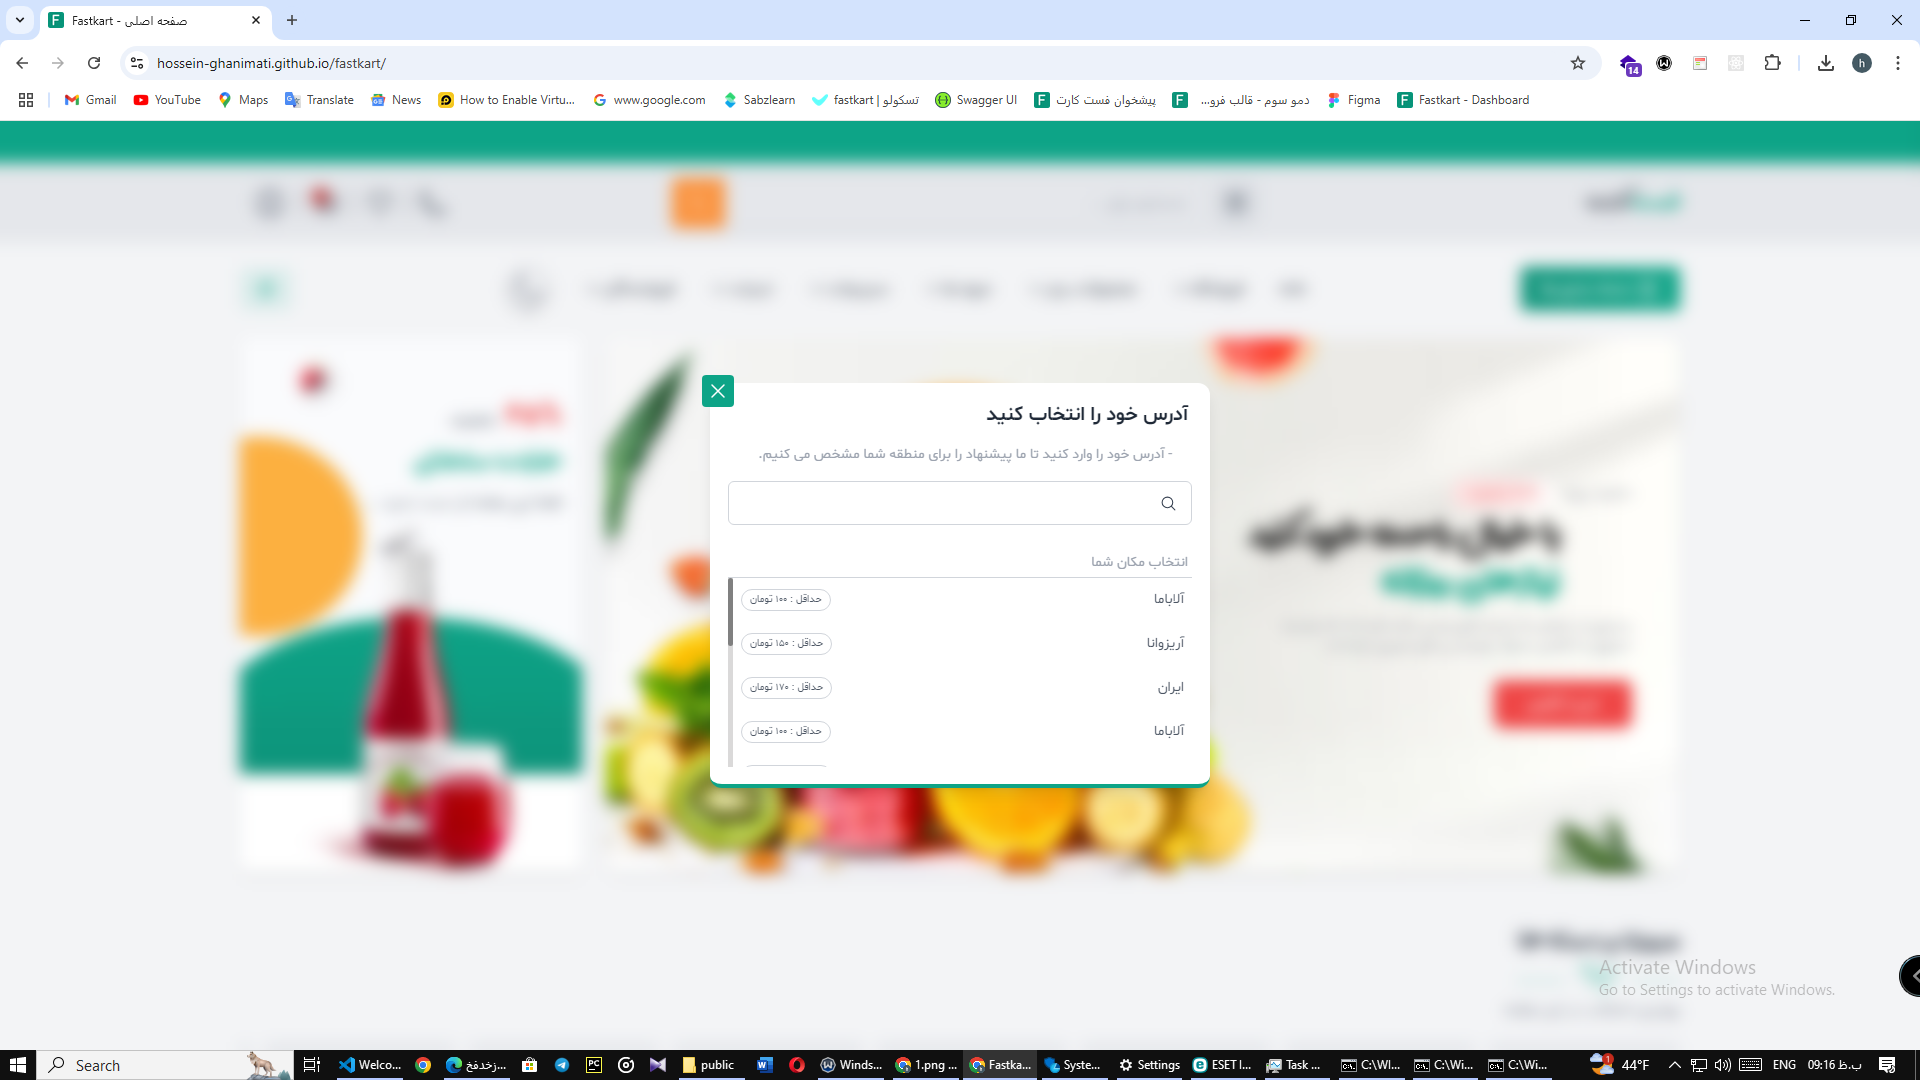 Fastkart - صفحه اصلی
hossein-ghanimati.github.io/fastkart/
14
h
Gmail
YouTube
Maps
Translate
News
How to Enable Virtu...
www.google.com
Sabzlearn
fastkart | تسکولو
Swagger UI
پیشخوان فست کارت
دمو سوم - قالب فرو...
Figma
Fastkart - Dashboard
آدرس خود را انتخاب کنید
- آدرس خود را وارد کنید تا ما پیشنهاد را برای منطقه شما مشخص می کنیم.
انتخاب مکان شما
آلاباما
حداقل : ۱۰۰ تومان
آریزوانا
حداقل : ۱۵۰ تومان
ایران
حداقل : ۱۷۰ تومان
آلاباما
حداقل : ۱۰۰ تومان
Activate Windows
Go to Settings to activate Windows.
Search
Welco...
زخدفخ...
public
Winds...
1.png ...
Fastka...
Syste...
Settings
ESET I...
Task ...
C:\WI...
C:\Wi...
C:\Wi...
1
44°F
ENG
09:16 ب.ظ